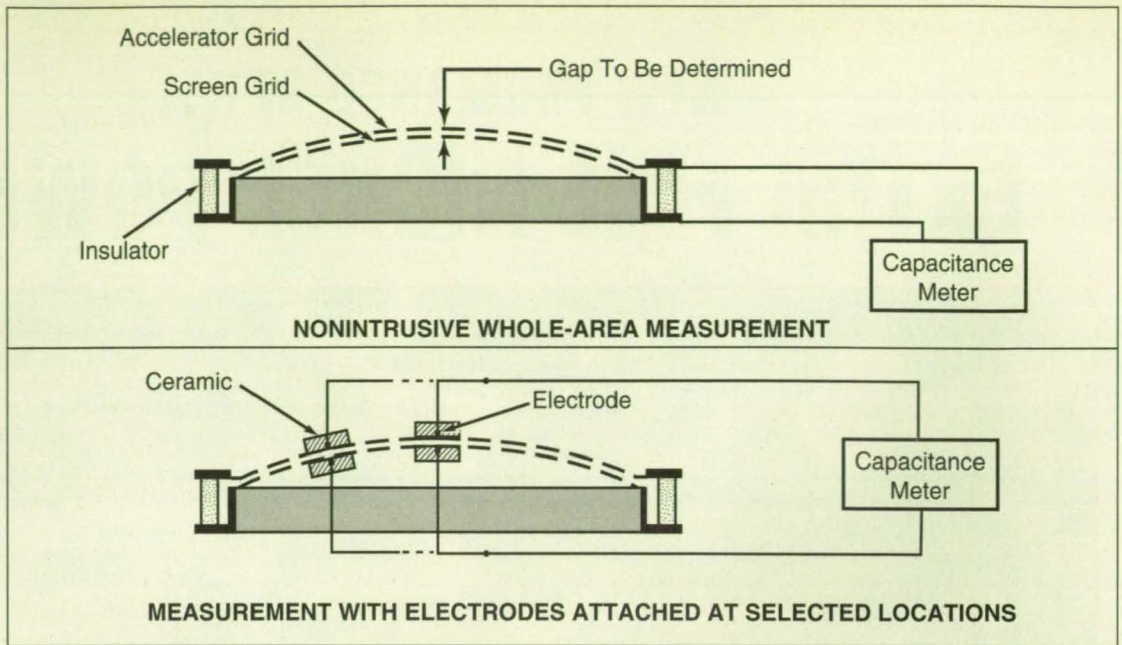 Accelerator Grid
Screen Grid
Gap To Be Determined
Insulator
Capacitance
Meter
NONINTRUSIVE WHOLE-AREA MEASUREMENT
Ceramic
Electrode
Capacitance
Meter
MEASUREMENT WITH ELECTRODES ATTACHED AT SELECTED LOCATIONS